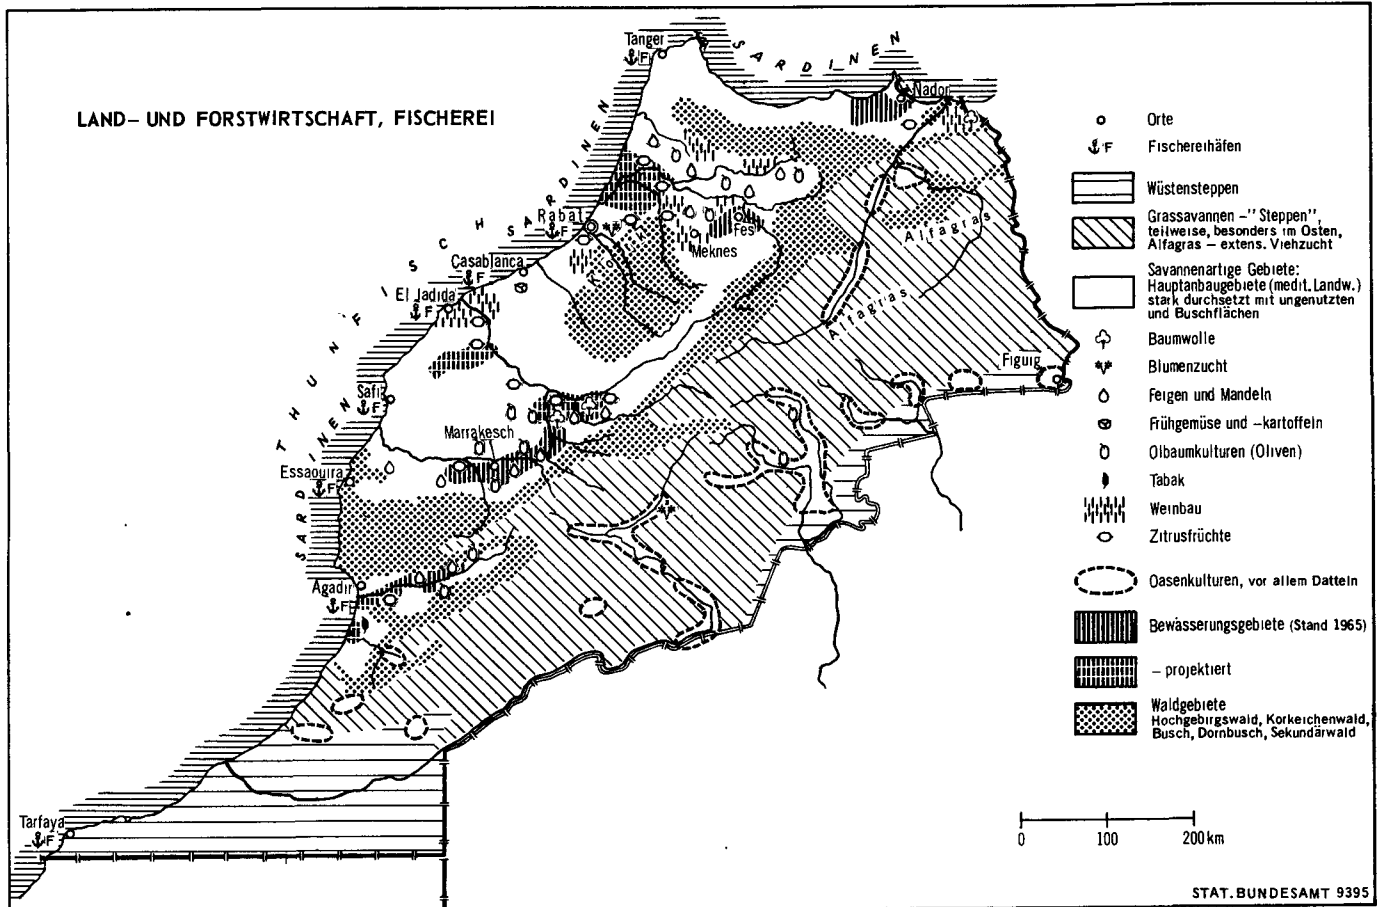 LAND- UND FORSTWIRTSCHAFT, FISCHEREI
SARDINEN
SARDINEN
THUNFISCH
SARDINEN
Tanger
F
Nador
Rabat
F
Fes
Meknes
Kork
Casablanca
F
El Jadida
F
Safi
F
Marrakesch
Essaouira
F
Agadir
F
Tarfaya
F
Figuig
Alfagras
Alfagras
Orte
F Fischereihäfen
Wüstensteppen
Grassavannen -"Steppen",
teilweise, besonders im Osten,
Alfagras - extens. Viehzucht
Savannenartige Gebiete:
Hauptanbaugebiete (medit. Landw.)
stark durchsetzt mit ungenutzten
und Buschflächen
Baumwolle
Blumenzucht
Feigen und Mandeln
Frühgemüse und -kartoffeln
Ölbaumkulturen (Oliven)
Tabak
Weinbau
Zitrusfrüchte
Oasenkulturen, vor allem Datteln
Bewässerungsgebiete (Stand 1965)
- projektiert
Waldgebiete
Hochgebirgswald, Korkeichenwald,
Busch, Dornbusch, Sekundärwald
0 100 200 km
STAT. BUNDESAMT 9395